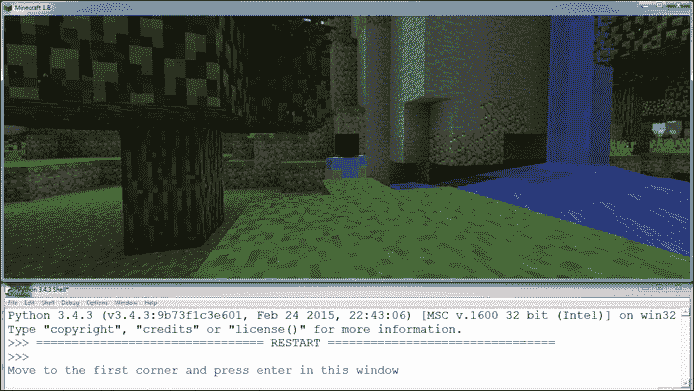 Minecraft 1.8
Python 3.4.3 Shell*
File Edit Shell Debug Options Window Help
Python 3.4.3 (v3.4.3:9b73f1c3e601, Feb 24 2015, 22:43:06) [MSC v.1600 32 bit (Intel)] on win32
Type "copyright", "credits" or "license()" for more information.
>>> ================================ RESTART ================================
>>>
Move to the first corner and press enter in this window